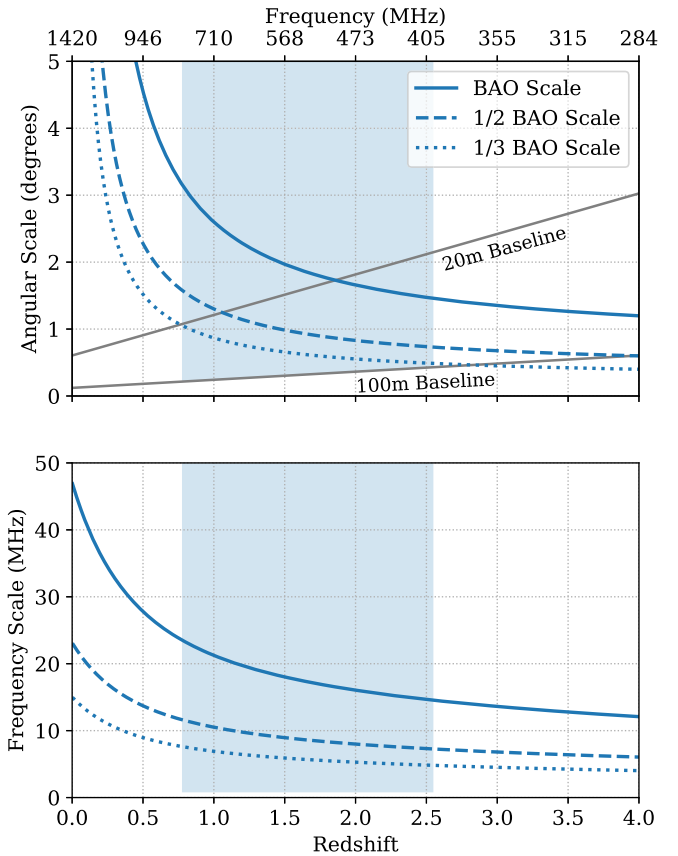 Frequency (MHz)
1420 946 710 568 473 405 355 315 284
5
4
3
2
1
0
Angular Scale (degrees)
BAO Scale
1/2 BAO Scale
1/3 BAO Scale
20m Baseline
100m Baseline
50
40
30
20
10
0
Frequency Scale (MHz)
0.0 0.5 1.0 1.5 2.0 2.5 3.0 3.5 4.0
Redshift